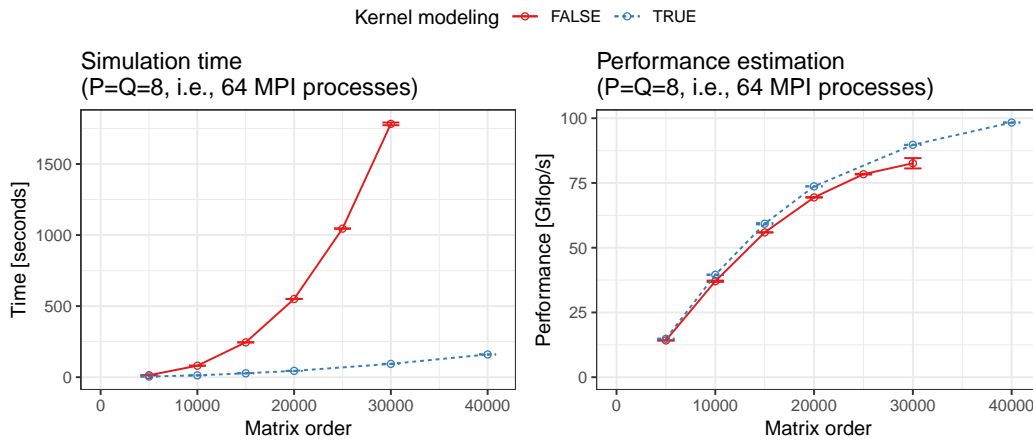 Kernel modeling FALSE TRUE
Simulation time
(P=Q=8, i.e., 64 MPI processes)
Time [seconds]
1500
1000
500
0
0 10000 20000 30000 40000
Matrix order
Performance estimation
(P=Q=8, i.e., 64 MPI processes)
Performance [Gflop/s]
100
75
50
25
0
0 10000 20000 30000 40000
Matrix order